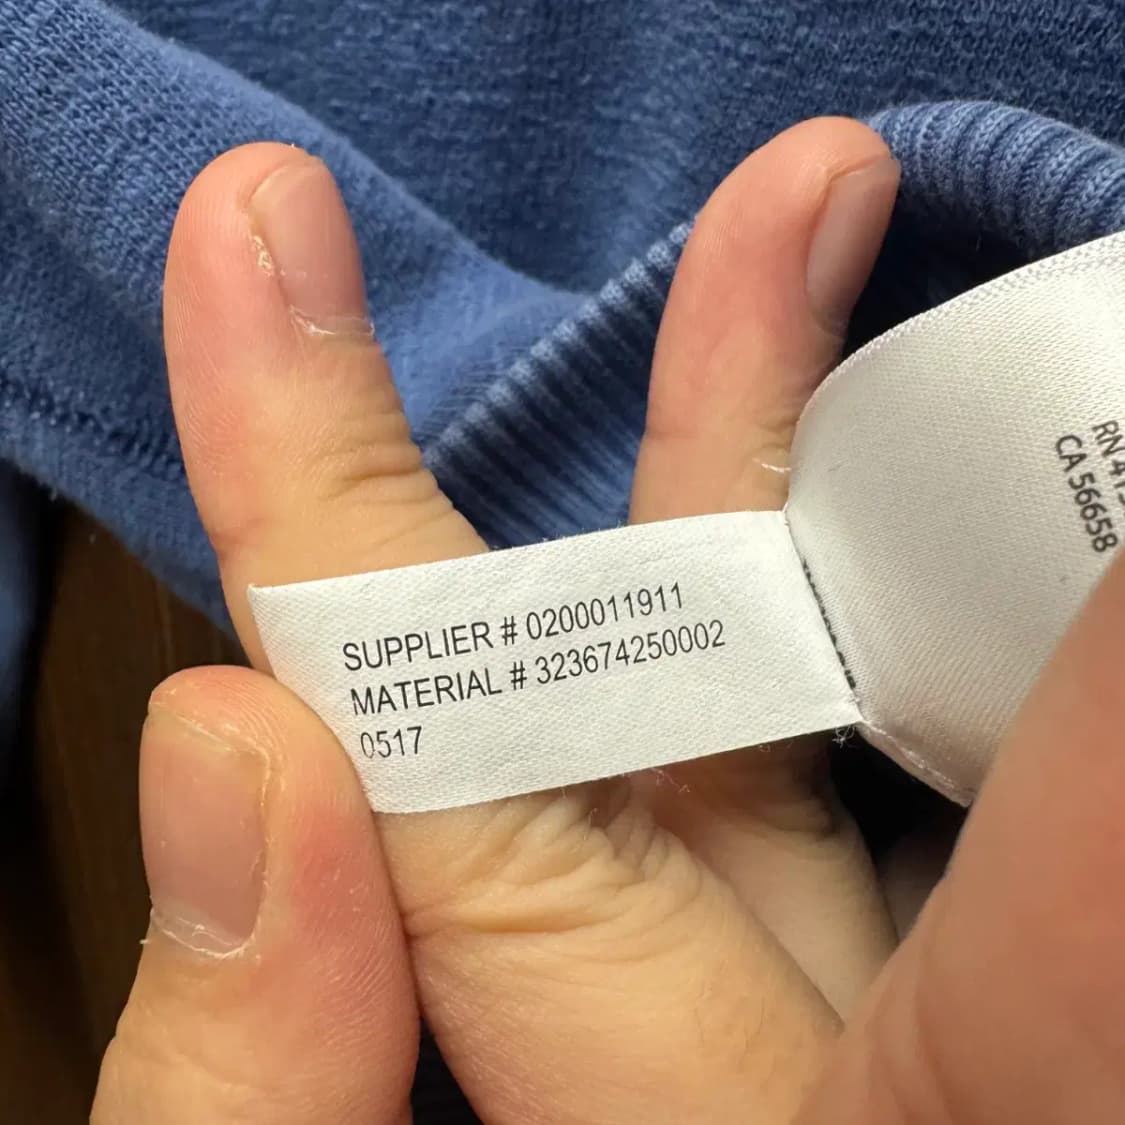 SUPPLIER # 0200011911
MATERIAL # 323674250002
0517
CA 56658